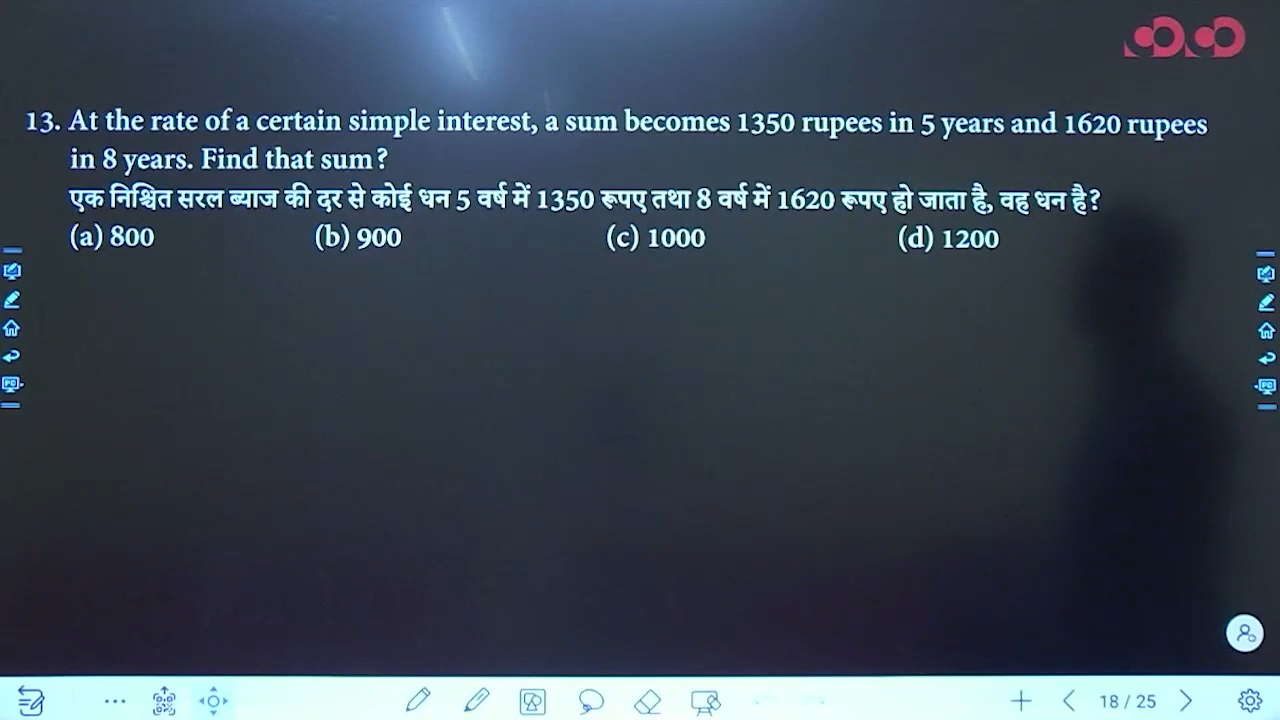 13. At the rate of a certain simple interest, a sum becomes 1350 rupees in 5 years and 1620 rupees
in 8 years. Find that sum?
एक निश्चित सरल ब्याज की दर से कोई धन 5 वर्ष में 1350 रूपए तथा 8 वर्ष में 1620 रूपए हो जाता है, वह धन है?
(a) 800 (b) 900 (c) 1000 (d) 1200
PC PC
18 / 25